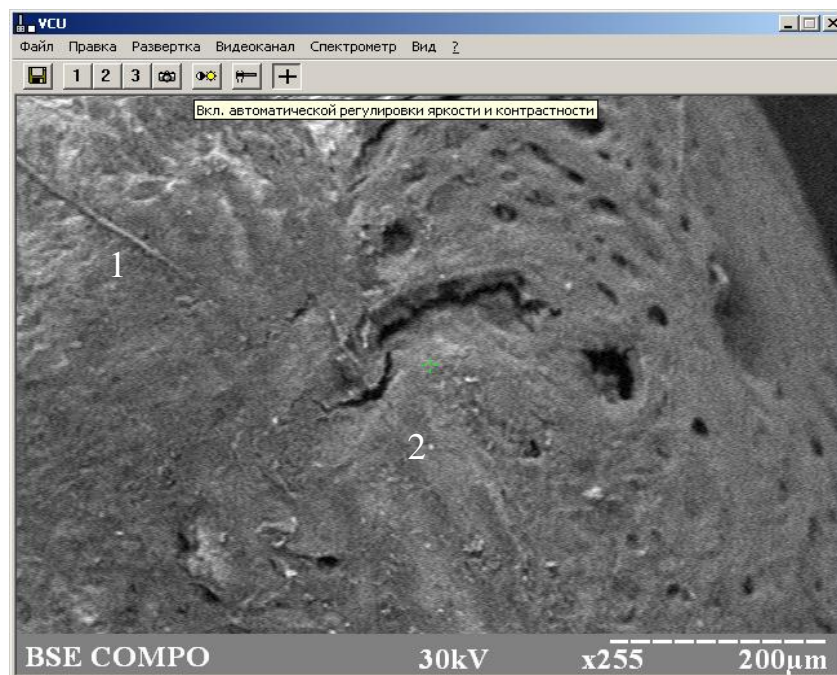 VCU
Файл Правка Развертка Видеоканал Спектрометр Вид ?
1 2 3
Вкл. автоматической регулировки яркости и контрастности
1
2
BSE COMPO 30kV x255 200µm